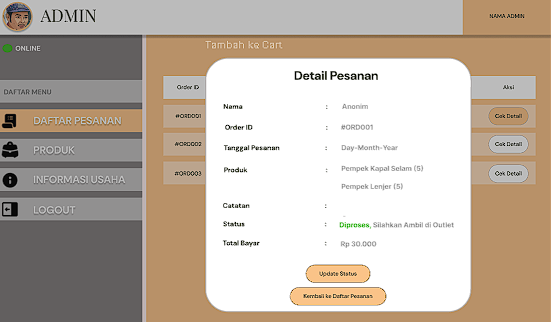 ADMIN
NAMA ADMIN
ONLINE
Tambah ke Cart
DAFTAR MENU
DAFTAR PESANAN
PRODUK
INFORMASI USAHA
LOGOUT
Order ID
Aksi
#ORD001
Cek Detail
#ORD002
Cek Detail
#ORD003
Cek Detail
Detail Pesanan
Nama : Anonim
Order ID : #ORD001
Tanggal Pesanan : Day-Month-Year
Produk : Pempek Kapal Selam (5)
Pempek Lenjer (5)
Catatan :
Status : Diproses, Silahkan Ambil di Outlet
Total Bayar : Rp 30.000
Update Status
Kembali ke Daftar Pesanan